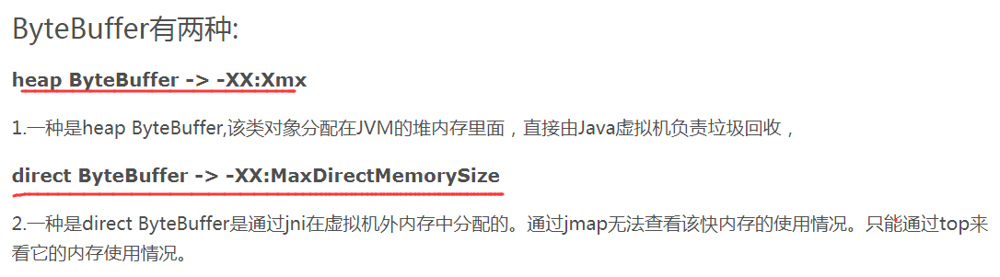 ByteBuffer有两种:
heap ByteBuffer -> -XX:Xmx
1.一种是heap ByteBuffer,该类对象分配在JVM的堆内存里面，直接由Java虚拟机负责垃圾回收，
direct ByteBuffer -> -XX:MaxDirectMemorySize
2.一种是direct ByteBuffer是通过jni在虚拟机外内存中分配的。通过jmap无法查看该快内存的使用情况。只能通过top来
看它的内存使用情况。